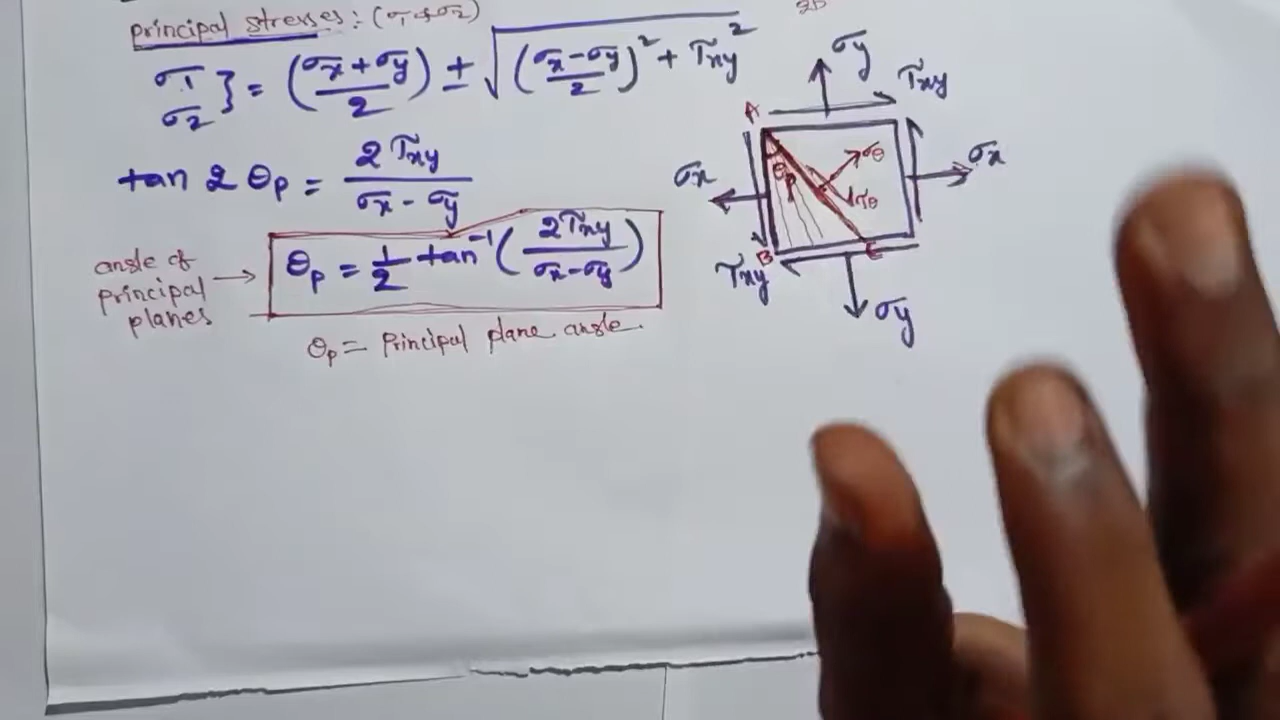 principal stresses: (σ1 & σ2)
σ1
σ2 } = (σx + σy / 2) ± √((σx - σy / 2)² + τxy²)
tan 2θp = 2τxy / σx - σy
angle of
principal
planes
θp = 1/2 tan⁻¹ (2τxy / σx - σy)
θp = Principal plane angle.
2D
σy
τxy
A
σx
σx
θp
σθ
τθ
B
C
τxy
σy